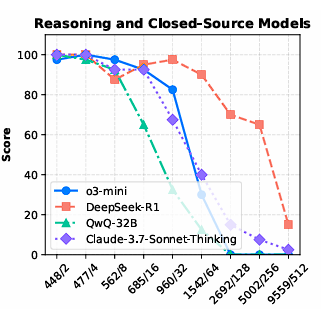 Reasoning and Closed-Source Models
Score
100
80
60
40
20
0
o3-mini
DeepSeek-R1
QwQ-32B
Claude-3.7-Sonnet-Thinking
448/2
477/4
562/8
685/16
960/32
1542/64
2692/128
5002/256
9559/512